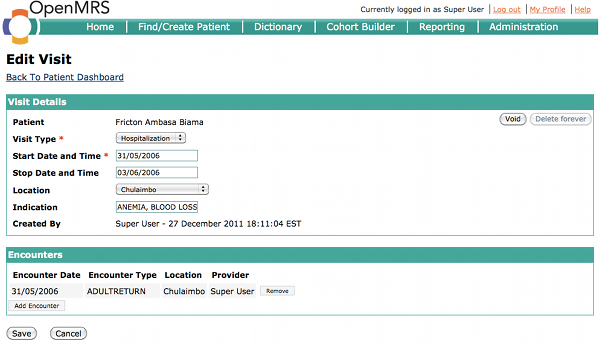 OpenMRS
Currently logged in as Super User | Log out | My Profile | Help
Home | Find/Create Patient | Dictionary | Cohort Builder | Reporting | Administration
Edit Visit
Back To Patient Dashboard
Visit Details
Patient Fricton Ambasa Biama Void Delete forever
Visit Type * Hospitalization
Start Date and Time * 31/05/2006
Stop Date and Time 03/06/2006
Location Chulaimbo
Indication ANEMIA, BLOOD LOSS
Created By Super User - 27 December 2011 18:11:04 EST
Encounters
Encounter Date Encounter Type Location Provider
31/05/2006 ADULTRETURN Chulaimbo Super User Remove
Add Encounter
Save Cancel